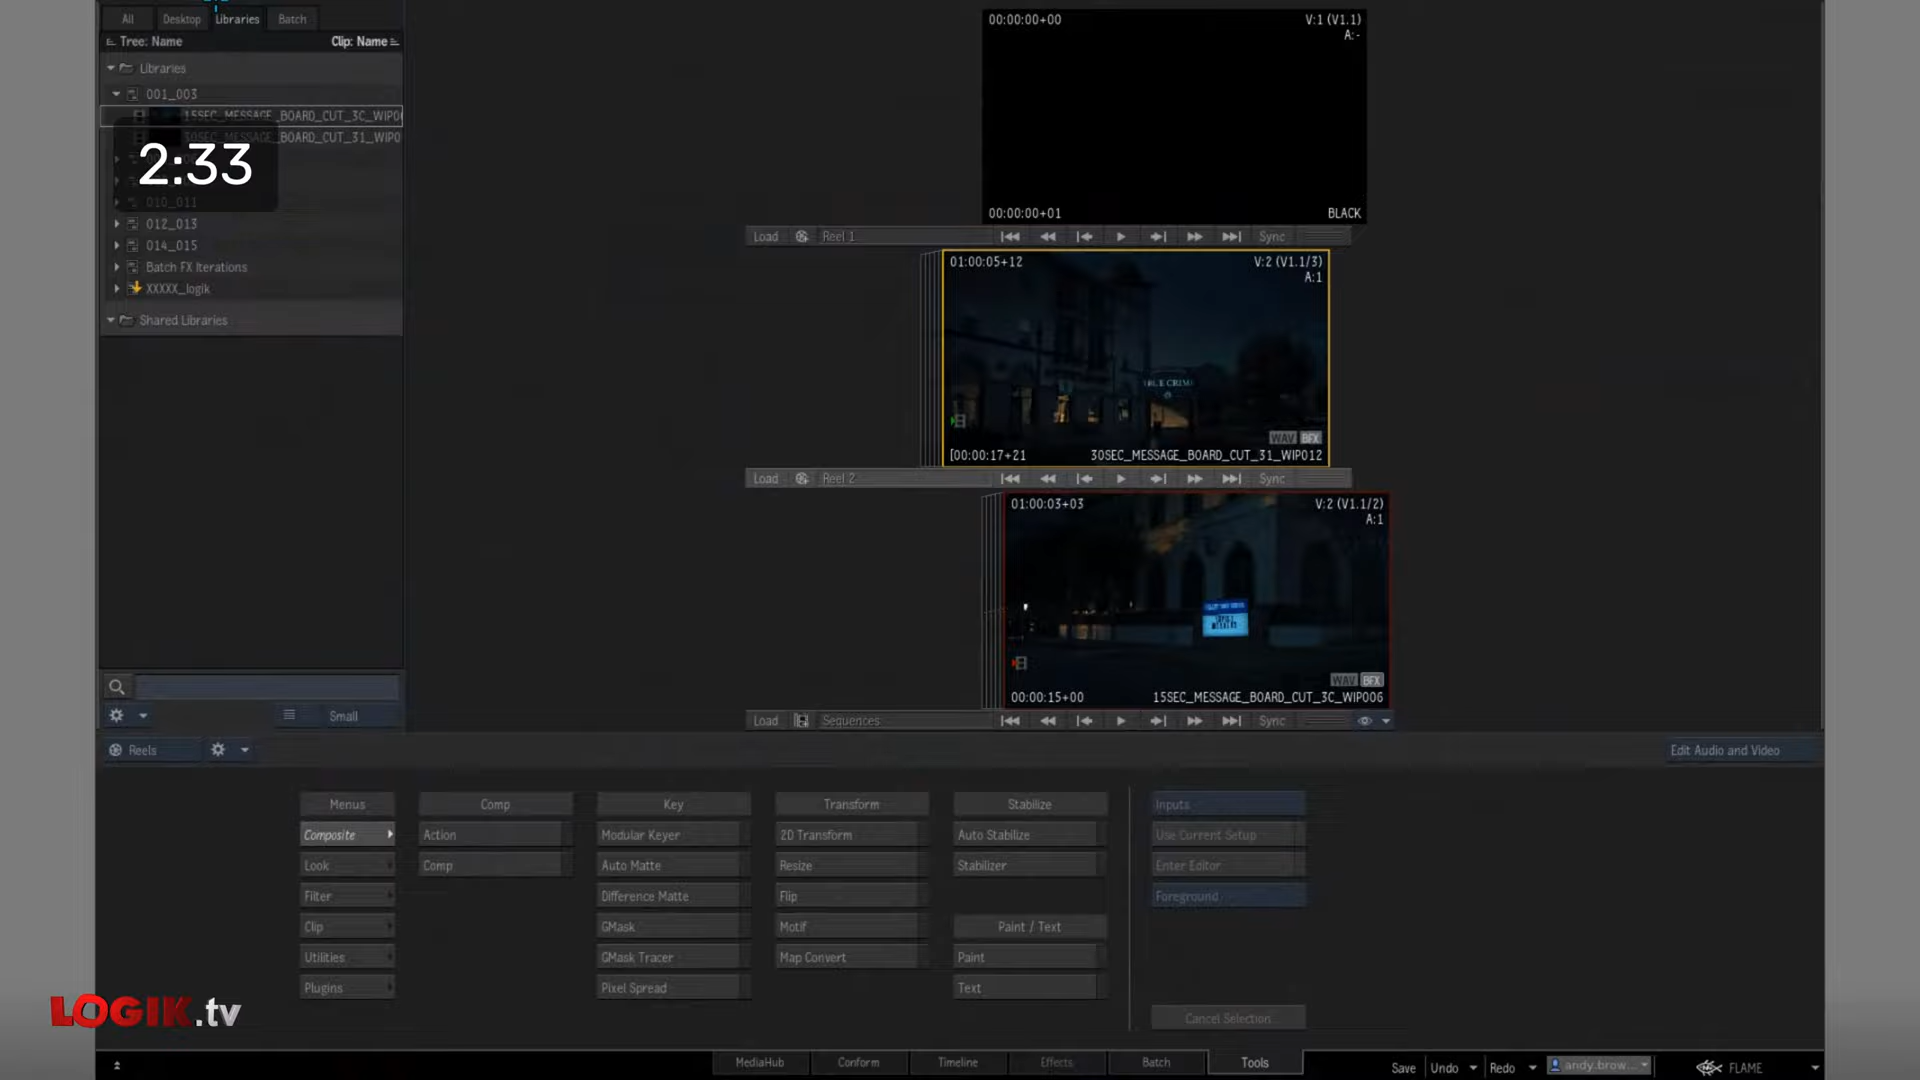 All Desktop Libraries Batch
Tree: Name Clip: Name
Libraries
001_003
15SEC_MESSAGE_BOARD_CUT_3C_WIP0
30SEC_MESSAGE_BOARD_CUT_31_WIP0
2:33
010_011
012_013
014_015
Batch FX Iterations
XXXXX_logik
Shared Libraries
Small
00:00:00+00 V:1 (V1.1)
A:-
00:00:00+01 BLACK
Load Reel 1 Sync
01:00:05+12 V:2 (V1.1/3)
A:1
WAV BFX
[00:00:17+21 30SEC_MESSAGE_BOARD_CUT_31_WIP012
Load Reel 2 Sync
01:00:03+03 V:2 (V1.1/2)
A:1
WAV BFX
00:00:15+00 15SEC_MESSAGE_BOARD_CUT_3C_WIP006
Load Sequences Sync
Reels Edit Audio and Video
Menus Comp Key Transform Stabilize Inputs
Composite Action Modular Keyer 2D Transform Auto Stabilize Use Current Setup
Look Comp Auto Matte Resize Stabilizer Enter Editor
Filter Difference Matte Flip Foreground
Clip GMask Motif Paint / Text
Utilities GMask Tracer Map Convert Paint
Plugins Pixel Spread Text
Cancel Selection
LOGIK.tv
MediaHub Conform Timeline Effects Batch Tools Save Undo Redo andy.brow... FLAME